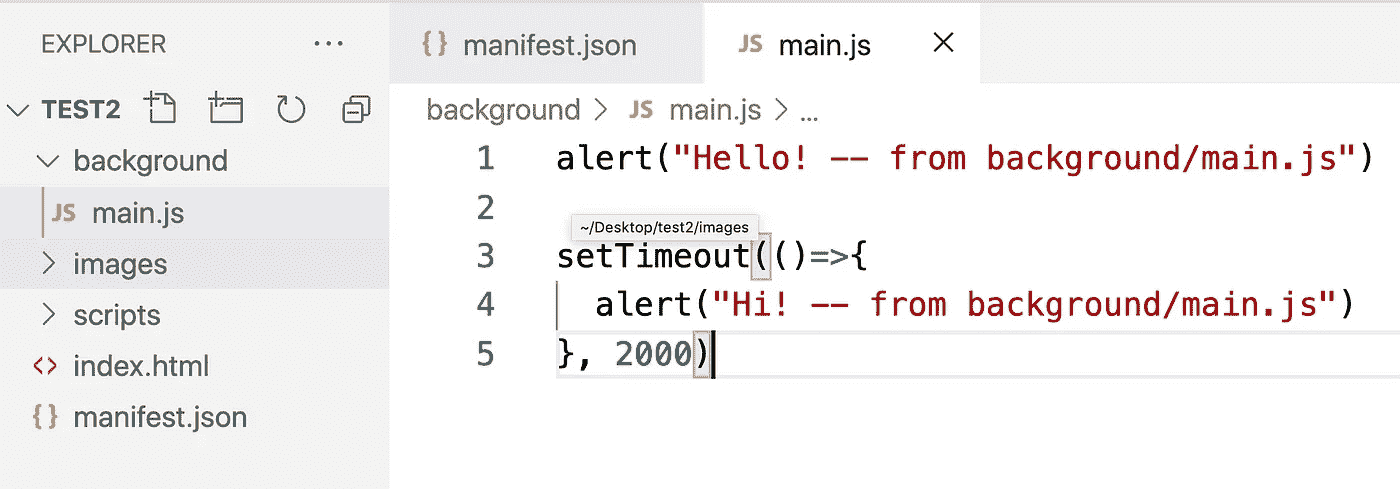 EXPLORER ...
TEST2
background
JS main.js
images
scripts
<> index.html
{} manifest.json
{} manifest.json
JS main.js
background > JS main.js > ...
1 alert("Hello! -- from background/main.js")
2
~/Desktop/test2/images
3 setTimeout(()=>{
4 alert("Hi! -- from background/main.js")
5 }, 2000)